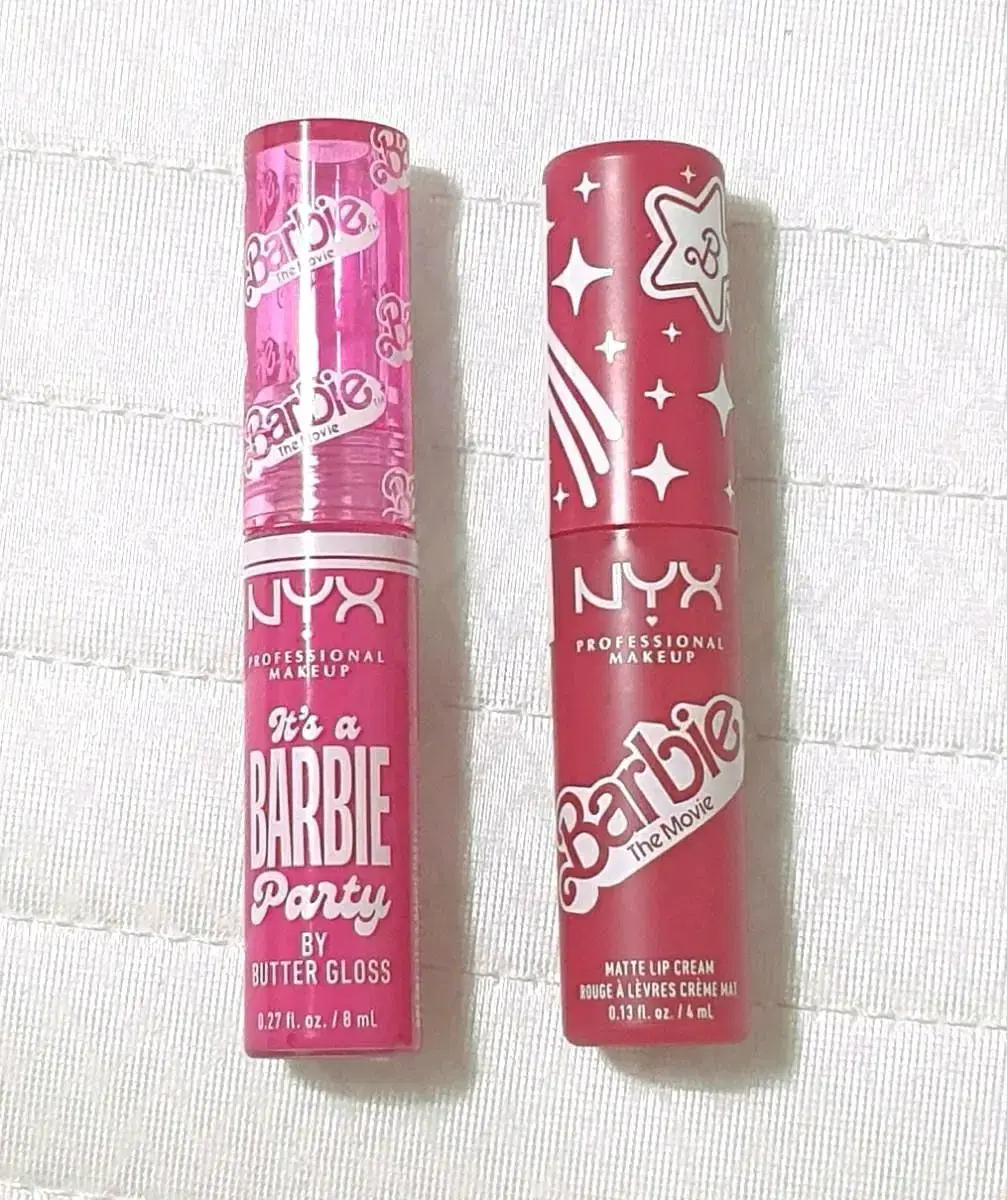 Barbie™
The Movie
Barbie™
The Movie
NYX
PROFESSIONAL
MAKEUP
It's a
BARBIE
Party
BY
BUTTER GLOSS
0.27 fl. oz. / 8 mL
B
NYX
PROFESSIONAL
MAKEUP
Barbie
The Movie
MATTE LIP CREAM
ROUGE À LÈVRES CRÈME MAT
0.13 fl. oz. / 4 mL